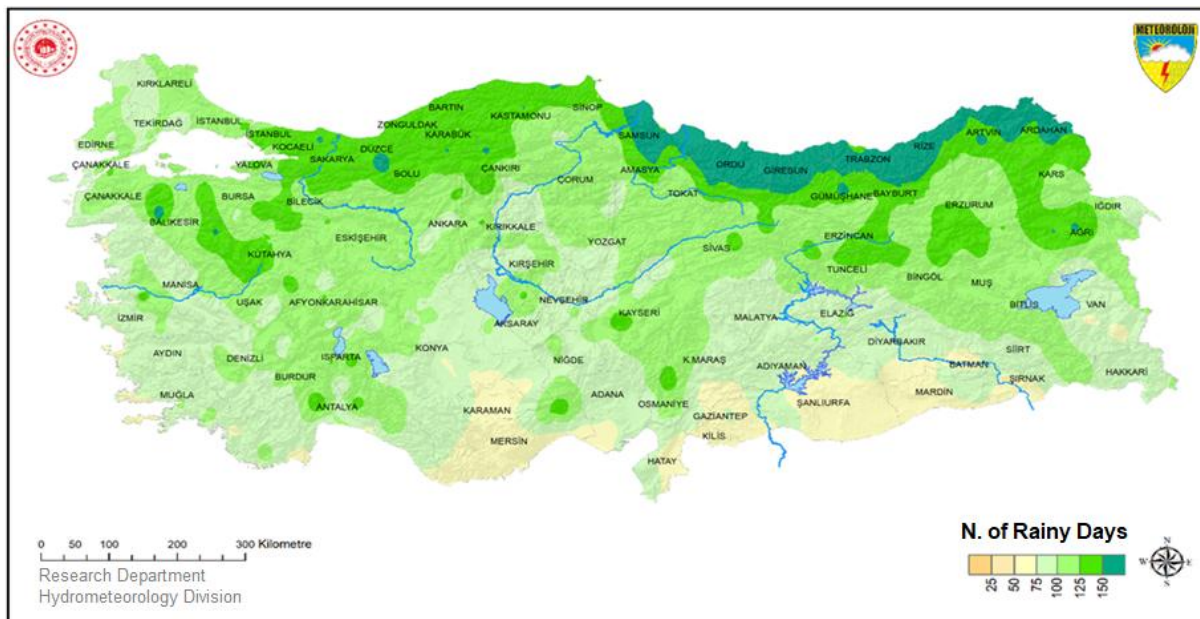 METEOROLOJİ
KIRKLARELİ
TEKİRDAĞ
İSTANBUL
EDİRNE
ÇANAKKALE
İSTANBUL
KOCAELİ
YALOVA
SAKARYA
ZONGULDAK
BARTIN
KARABÜK
DÜZCE
BOLU
KASTAMONU
SİNOP
ÇANKIRI
SAMSUN
AMASYA
ÇORUM
TOKAT
ORDU
GİRESUN
TRABZON
RİZE
ARTVİN
ARDAHAN
GÜMÜŞHANE
BAYBURT
KARS
ERZURUM
IĞDIR
AĞRI
ÇANAKKALE
BURSA
BİLECİK
BALIKESİR
ESKİŞEHİR
ANKARA
KIRIKKALE
KÜTAHYA
YOZGAT
SİVAS
ERZİNCAN
TUNCELİ
BİNGÖL
MUŞ
KIRŞEHİR
MANİSA
UŞAK
AFYONKARAHİSAR
NEVŞEHİR
KAYSERİ
BİTLİS
VAN
İZMİR
AKSARAY
MALATYA
ELAZIĞ
DİYARBAKIR
SİİRT
AYDIN
DENİZLİ
ISPARTA
KONYA
NİĞDE
K.MARAŞ
ADIYAMAN
BATMAN
ŞIRNAK
HAKKARİ
BURDUR
MUĞLA
ANTALYA
KARAMAN
ADANA
OSMANİYE
GAZİANTEP
ŞANLIURFA
MARDİN
MERSİN
KİLİS
HATAY
0 50 100 200 300 Kilometre
Research Department
Hydrometeorology Division
N. of Rainy Days
25 50 75 100 125 150
N
W E
S